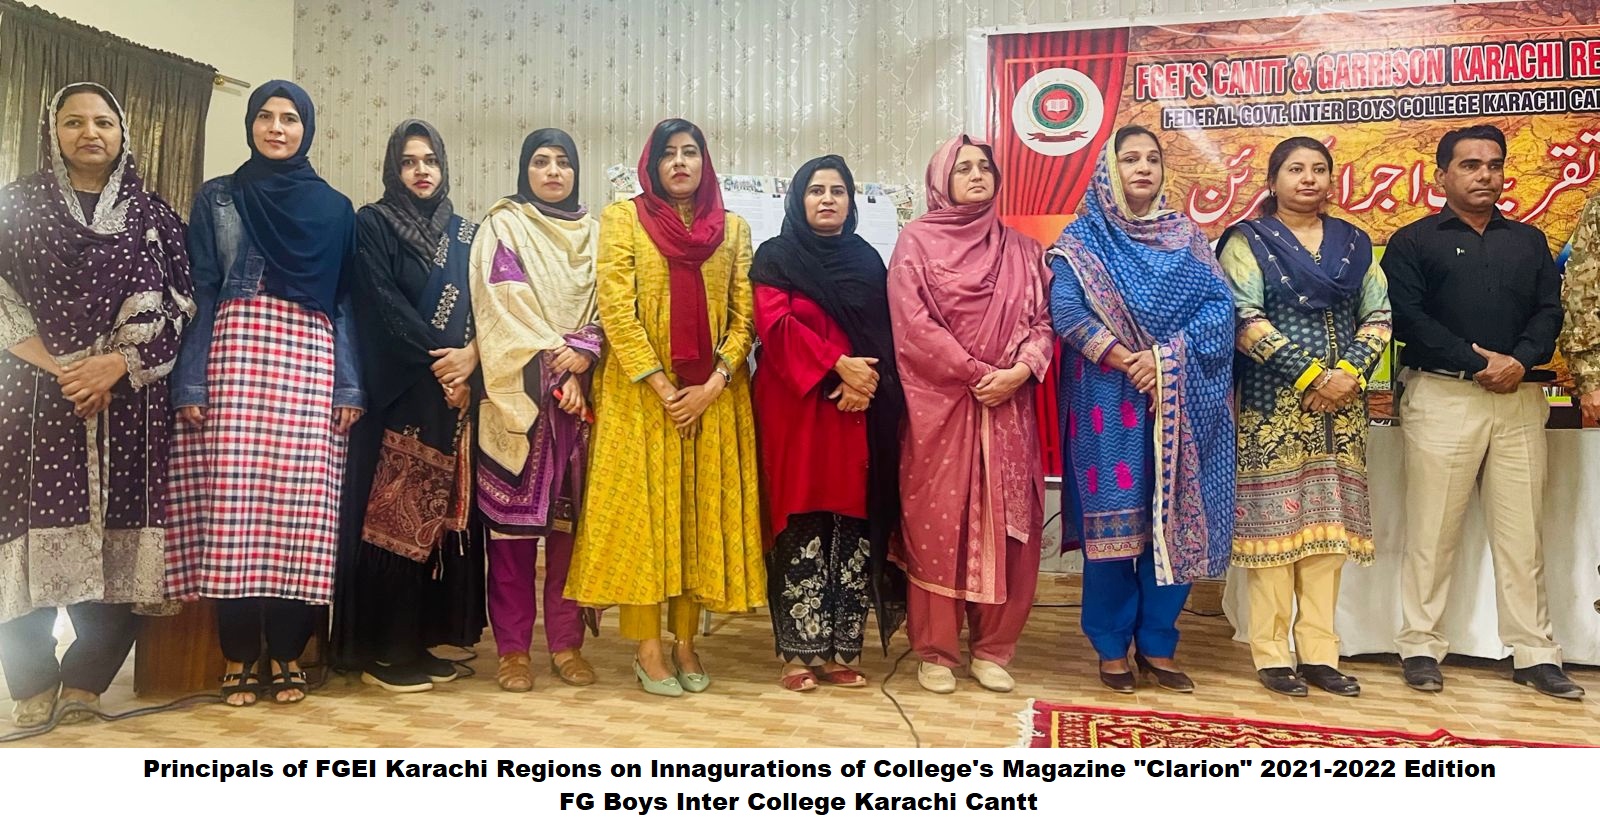 FGEI'S CANTT & GARRISON KARACHI RE
FEDERAL GOVT. INTER BOYS COLLEGE KARACHI CA
Principals of FGEI Karachi Regions on Innagurations of College's Magazine "Clarion" 2021-2022 Edition
FG Boys Inter College Karachi Cantt